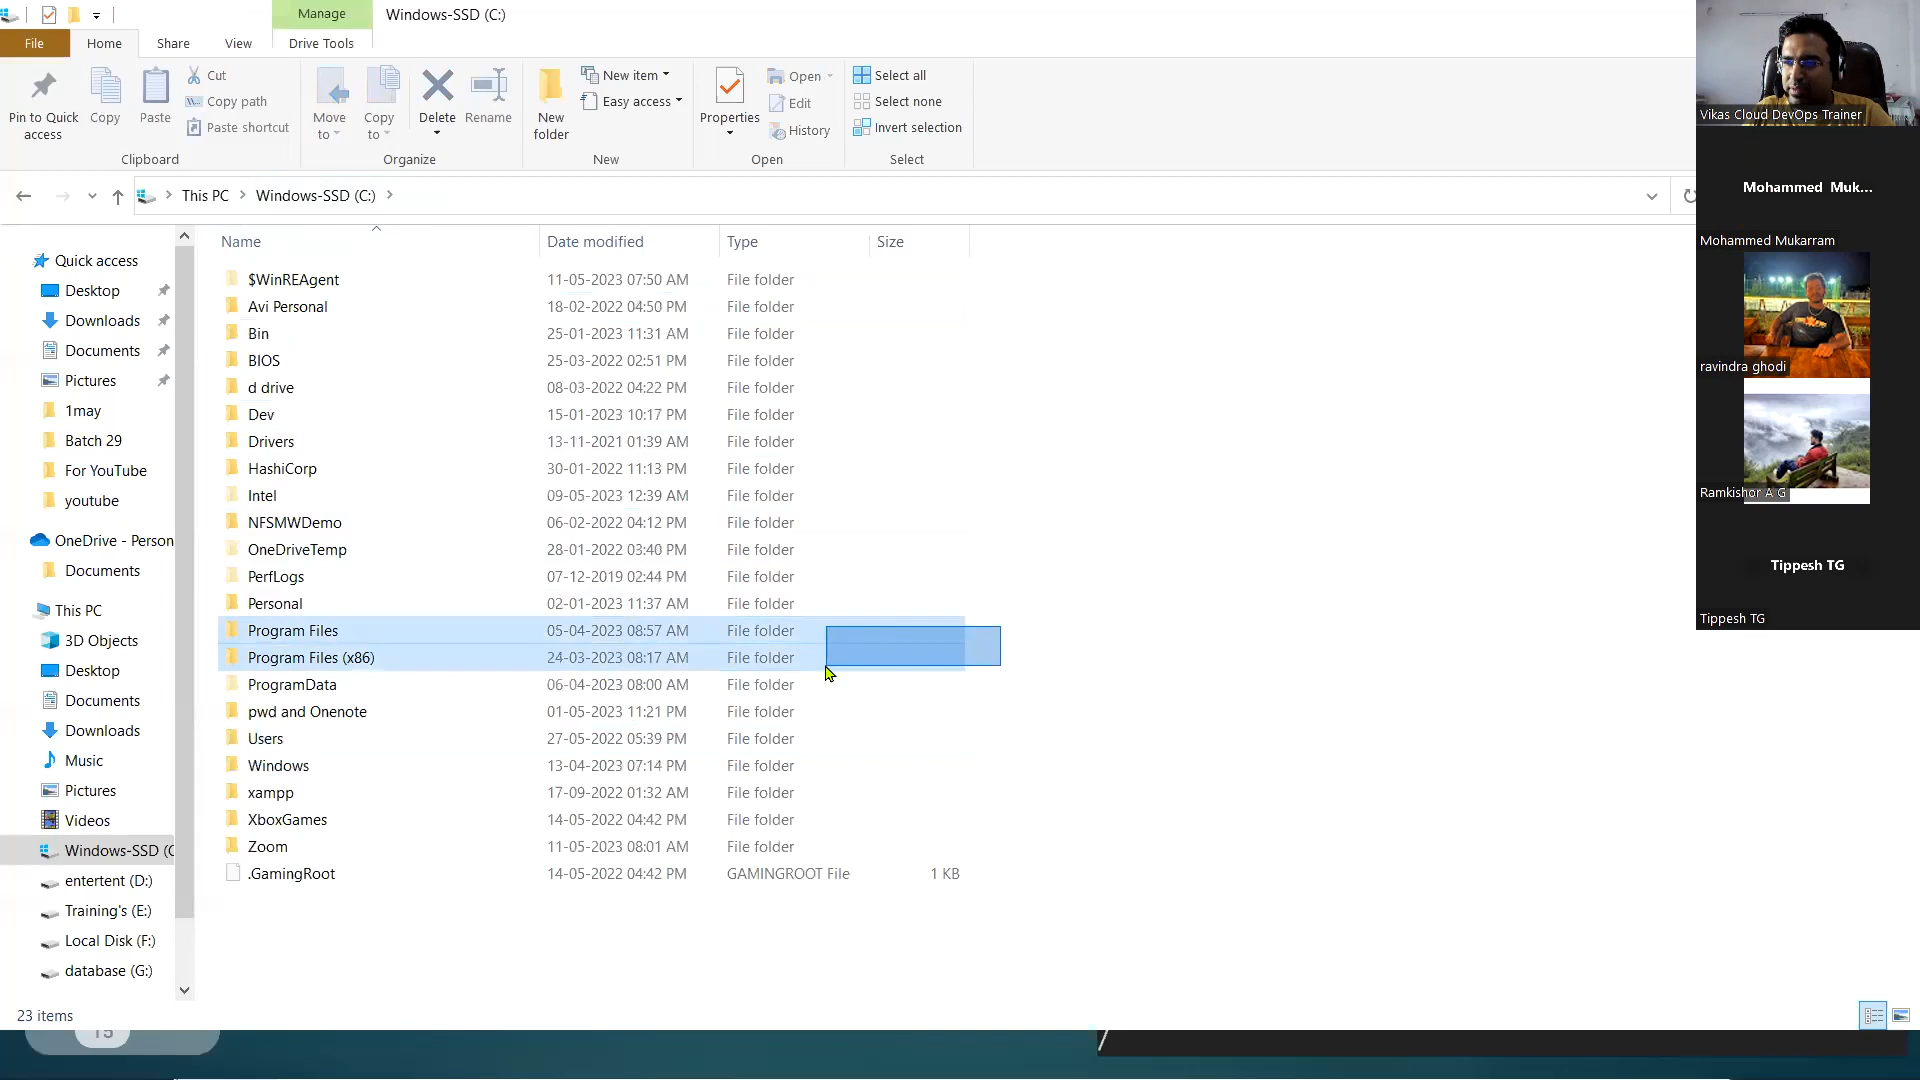 Manage
Windows-SSD (C:)
File
Home
Share
View
Drive Tools
Pin to Quick
access
Copy
Paste
Cut
Copy path
Paste shortcut
Clipboard
Move
to
Copy
to
Delete
Rename
Organize
New
folder
New item
Easy access
New
Properties
Open
Edit
History
Open
Select all
Select none
Invert selection
Select
This PC
Windows-SSD (C:)
Name
Date modified
Type
Size
Quick access
Desktop
Downloads
Documents
Pictures
1may
Batch 29
For YouTube
youtube
OneDrive - Person
Documents
This PC
3D Objects
Desktop
Documents
Downloads
Music
Pictures
Videos
Windows-SSD (C
entertent (D:)
Training's (E:)
Local Disk (F:)
database (G:)
$WinREAgent 11-05-2023 07:50 AM File folder
Avi Personal 18-02-2022 04:50 PM File folder
Bin 25-01-2023 11:31 AM File folder
BIOS 25-03-2022 02:51 PM File folder
d drive 08-03-2022 04:22 PM File folder
Dev 15-01-2023 10:17 PM File folder
Drivers 13-11-2021 01:39 AM File folder
HashiCorp 30-01-2022 11:13 PM File folder
Intel 09-05-2023 12:39 AM File folder
NFSMWDemo 06-02-2022 04:12 PM File folder
OneDriveTemp 28-01-2022 03:40 PM File folder
PerfLogs 07-12-2019 02:44 PM File folder
Personal 02-01-2023 11:37 AM File folder
Program Files 05-04-2023 08:57 AM File folder
Program Files (x86) 24-03-2023 08:17 AM File folder
ProgramData 06-04-2023 08:00 AM File folder
pwd and Onenote 01-05-2023 11:21 PM File folder
Users 27-05-2022 05:39 PM File folder
Windows 13-04-2023 07:14 PM File folder
xampp 17-09-2022 01:32 AM File folder
XboxGames 14-05-2022 04:42 PM File folder
Zoom 11-05-2023 08:01 AM File folder
.GamingRoot 14-05-2022 04:42 PM GAMINGROOT File 1 KB
23 items
15
Vikas Cloud DevOps Trainer
Mohammed Muk...
Mohammed Mukarram
ravindra ghodi
Ramkishor A G
Tippesh TG
Tippesh TG